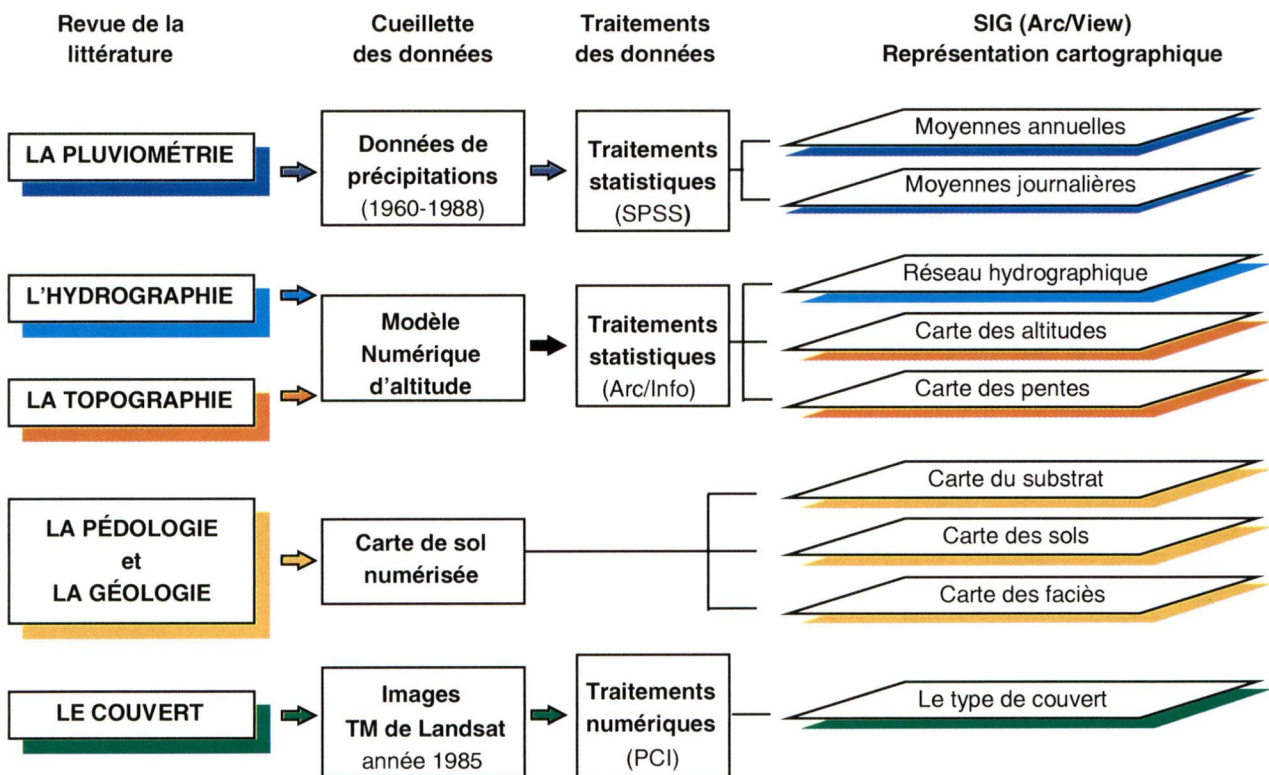 Revue de la
littérature
Cueillette
des données
Traitements
des données
SIG (Arc/View)
Représentation cartographique
LA PLUVIOMÉTRIE
Données de
précipitations
(1960-1988)
Traitements
statistiques
(SPSS)
Moyennes annuelles
Moyennes journalières
L'HYDROGRAPHIE
LA TOPOGRAPHIE
Modèle
Numérique
d'altitude
Traitements
statistiques
(Arc/Info)
Réseau hydrographique
Carte des altitudes
Carte des pentes
LA PÉDOLOGIE
et
LA GÉOLOGIE
Carte de sol
numérisée
Carte du substrat
Carte des sols
Carte des faciès
LE COUVERT
Images
TM de Landsat
année 1985
Traitements
numériques
(PCI)
Le type de couvert